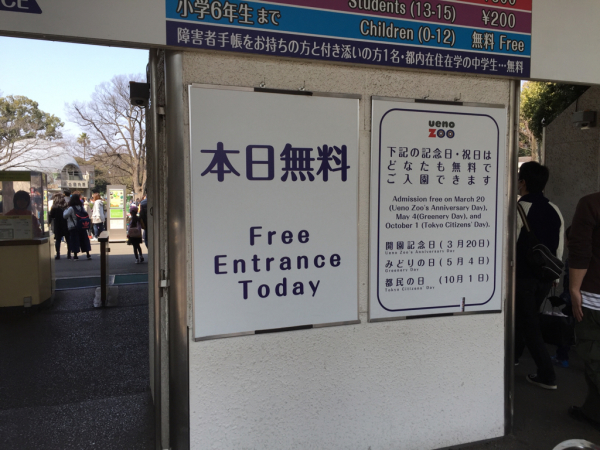 Students (13-15) ¥200
小学6年生まで Children (0-12) 無料 Free
障害者手帳をお持ちの方と付き添いの方1名・都内在住在学の中学生…無料
本日無料
Free
Entrance
Today
ueno
ZOO
下記の記念日・祝日は
どなたも無料で
ご入園できます
Admission free on March 20
(Ueno Zoo's Anniversary Day),
May 4(Greenery Day), and
October 1 (Tokyo Citizens' Day).
開園記念日(3月20日)
Ueno Zoo's Anniversary Day
みどりの日(5月4日)
Greenery Day
都民の日(10月1日)
Tokyo Citizens' Day